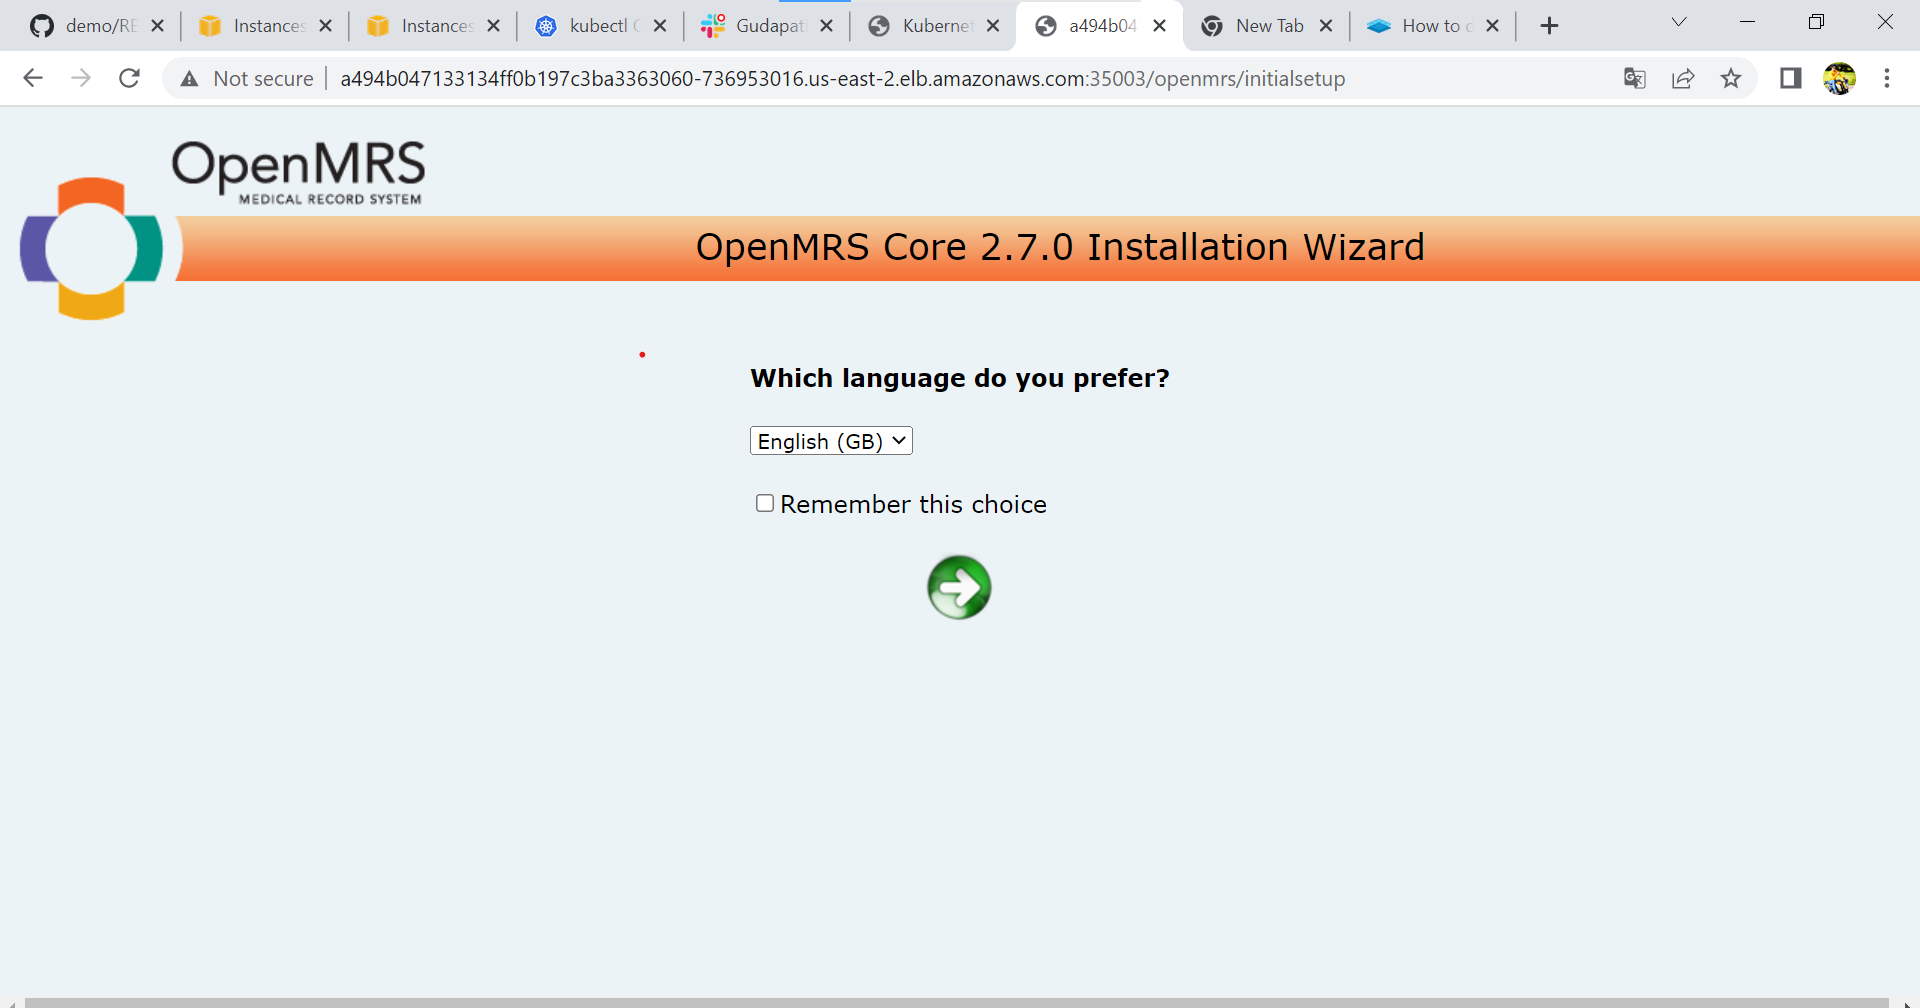 demo/RE
Instances
Instances
kubectl
Gudapat
Kubernet
a494b04
New Tab
How to
Not secure
a494b047133134ff0b197c3ba3363060-736953016.us-east-2.elb.amazonaws.com:35003/openmrs/initialsetup
OpenMRS
MEDICAL RECORD SYSTEM
OpenMRS Core 2.7.0 Installation Wizard
Which language do you prefer?
English (GB)
Remember this choice